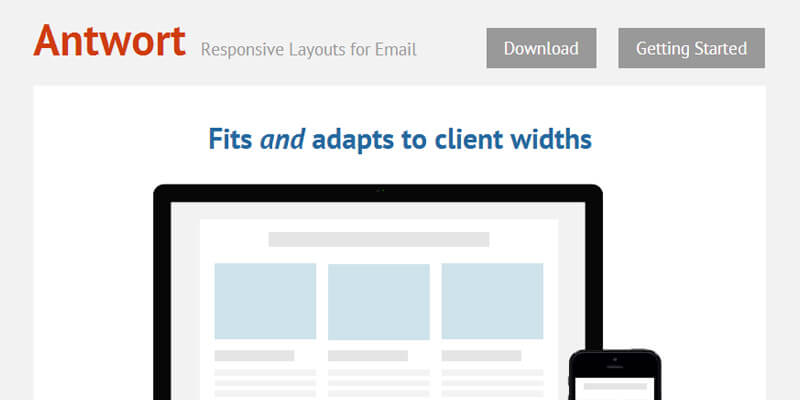 Antwort Responsive Layouts for Email Download Getting Started
Fits and adapts to client widths